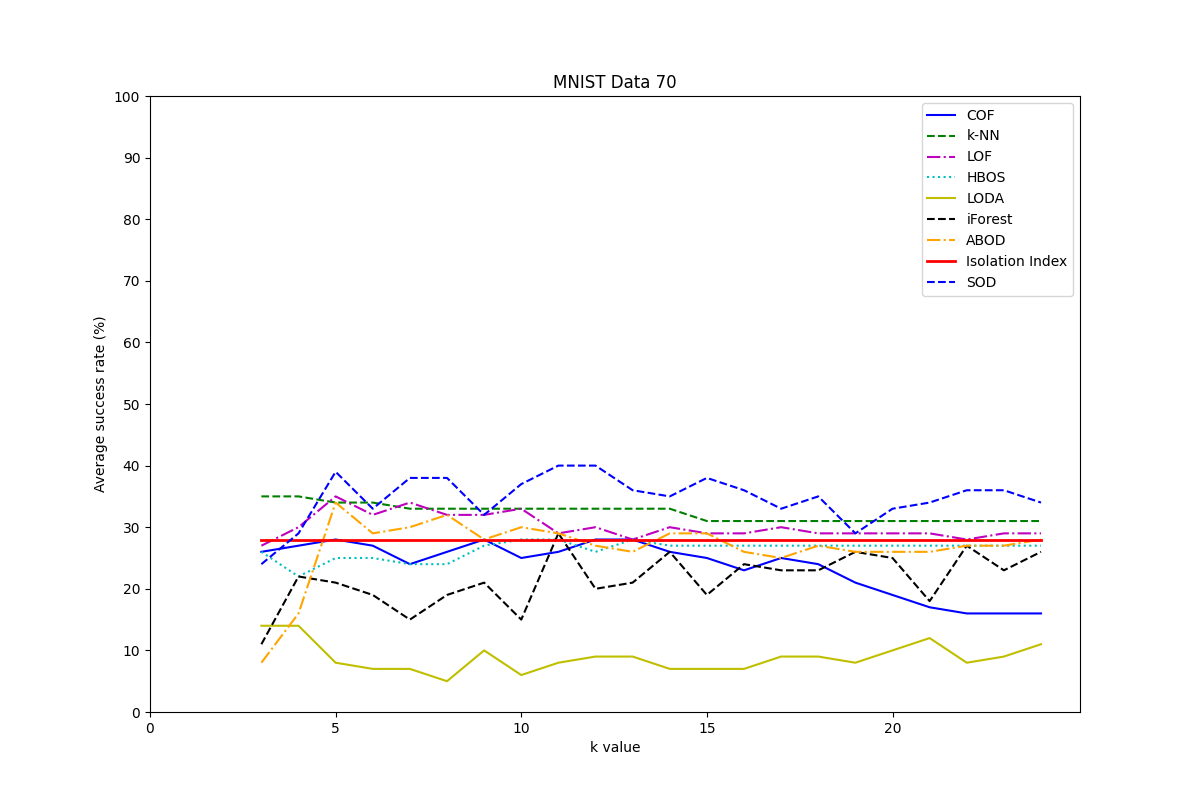 MNIST Data 70
100
90
80
70
60
50
40
30
20
10
0
Average success rate (%)
COF
k-NN
LOF
HBOS
LODA
iForest
ABOD
Isolation Index
SOD
0 5 10 15 20
k value